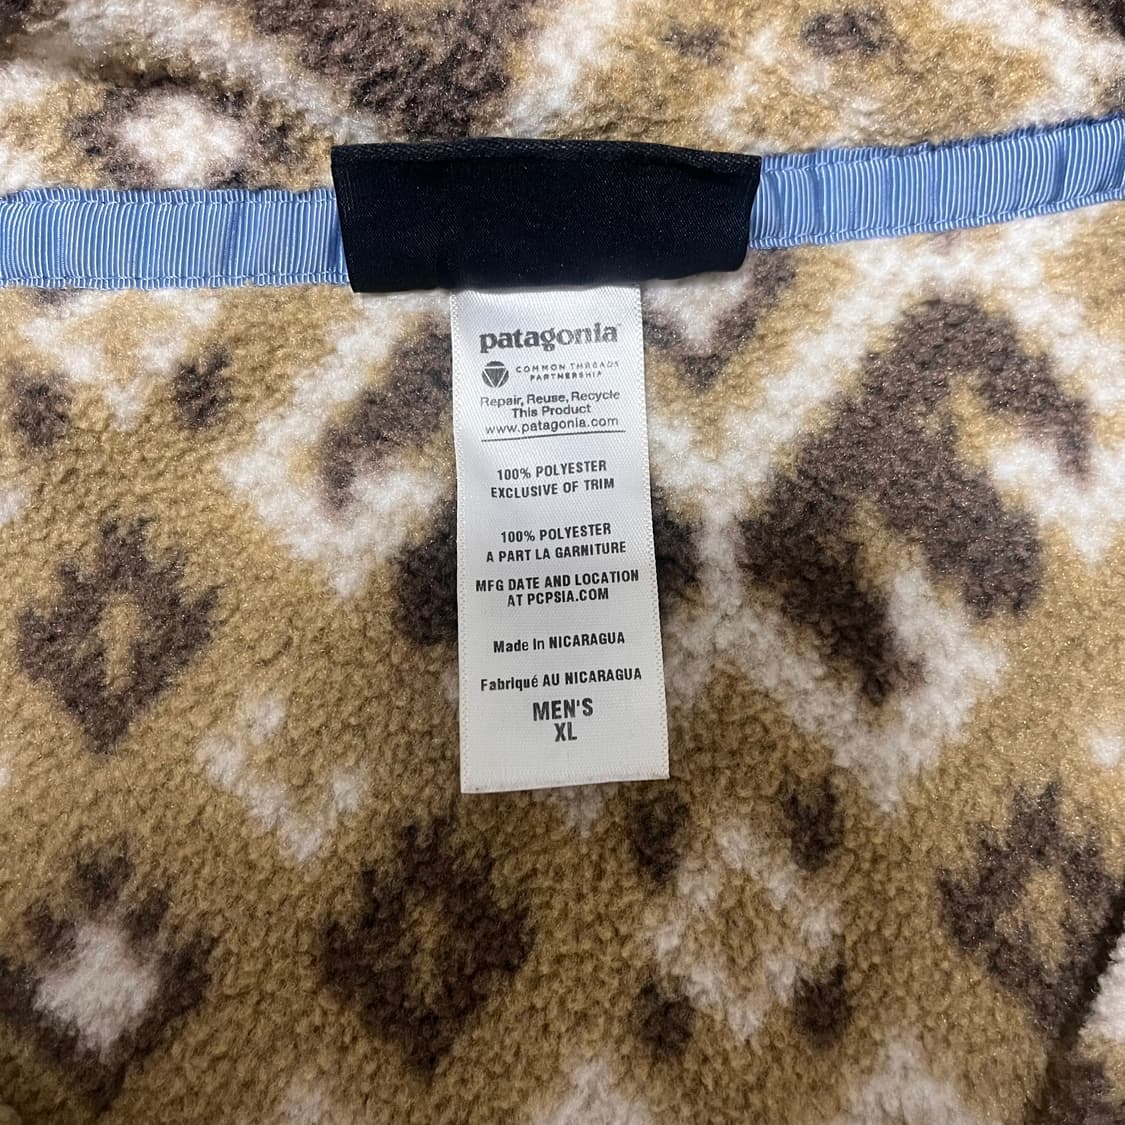 patagonia
COMMON THREADS
PARTNERSHIP
Repair, Reuse, Recycle
This Product
www.patagonia.com
100% POLYESTER
EXCLUSIVE OF TRIM
100% POLYESTER
A PART LA GARNITURE
MFG DATE AND LOCATION
AT PCPSIA.COM
Made In NICARAGUA
Fabriqué AU NICARAGUA
MEN'S
XL